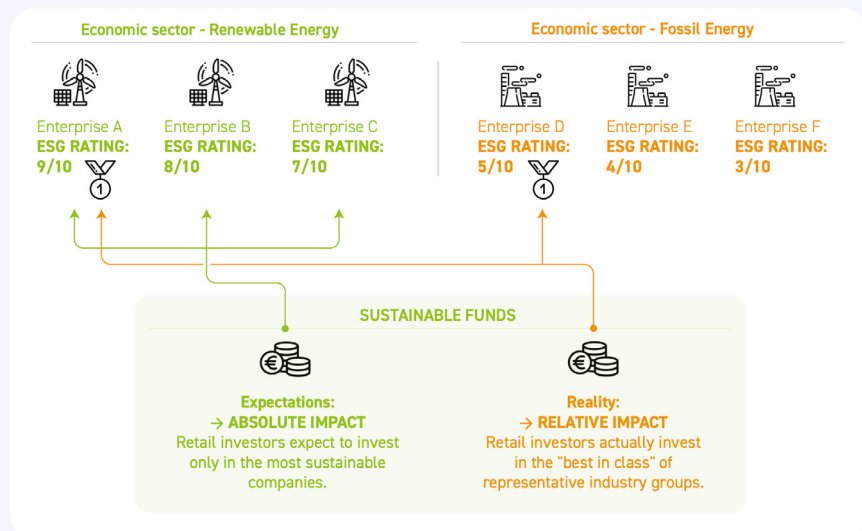 Economic sector - Renewable Energy
Economic sector - Fossil Energy
Enterprise A
ESG RATING:
9/10
1
Enterprise B
ESG RATING:
8/10
Enterprise C
ESG RATING:
7/10
Enterprise D
ESG RATING:
5/10
1
Enterprise E
ESG RATING:
4/10
Enterprise F
ESG RATING:
3/10
SUSTAINABLE FUNDS
€
Expectations:
→ ABSOLUTE IMPACT
Retail investors expect to invest
only in the most sustainable
companies.
€
Reality:
→ RELATIVE IMPACT
Retail investors actually invest
in the "best in class" of
representative industry groups.